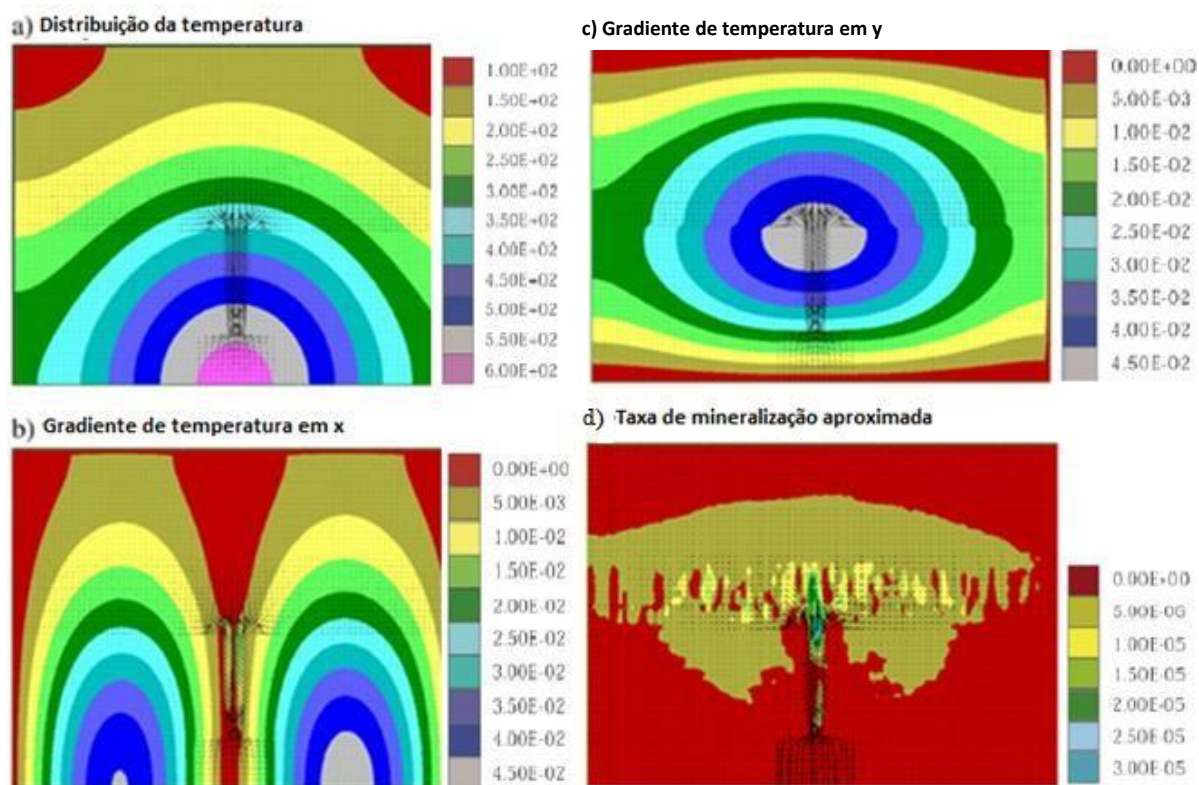 a) Distribuição da temperatura
1.00E+02
1.50E+02
2.00E+02
2.50E+02
3.00E+02
3.50E+02
4.00E+02
4.50E+02
5.00E+02
5.50E+02
6.00E+02
c) Gradiente de temperatura em y
0.00E+00
5.00E-03
1.00E-02
1.50E-02
2.00E-02
2.50E-02
3.00E-02
3.50E-02
4.00E-02
4.50E-02
b) Gradiente de temperatura em x
0.00E+00
5.00E-03
1.00E-02
1.50E-02
2.00E-02
2.50E-02
3.00E-02
3.50E-02
4.00E-02
4.50E-02
d) Taxa de mineralização aproximada
0.00E+00
5.00E-06
1.00E-05
1.50E-05
2.00E-05
2.50E-05
3.00E-05